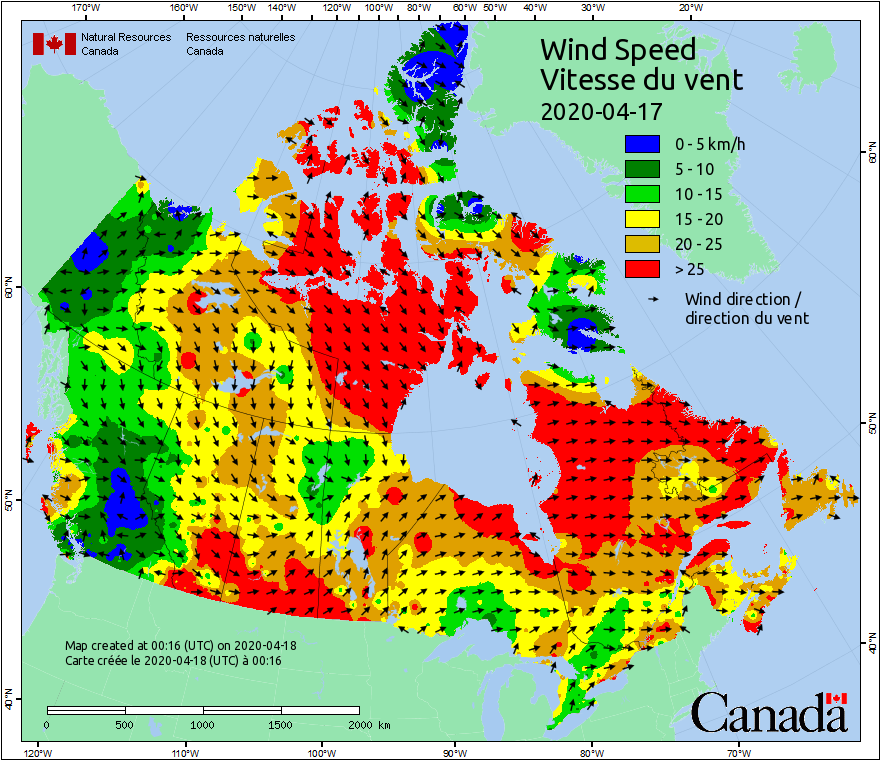 170°W 160°W 150°W 140°W 120°W 100°W 80°W 60°W 50°W 40°W 30°W 20°W
Natural Resources Ressources naturelles
Canada Canada
Wind Speed
Vitesse du vent
2020-04-17
0 - 5 km/h
5 - 10
10 - 15
15 - 20
20 - 25
> 25
Wind direction /
direction du vent
60°N
60°N
50°N
50°N
40°N
40°N
Map created at 00:16 (UTC) on 2020-04-18
Carte créée le 2020-04-18 (UTC) à 00:16
0 500 1000 1500 2000 km
Canada
120°W 110°W 100°W 90°W 80°W 70°W